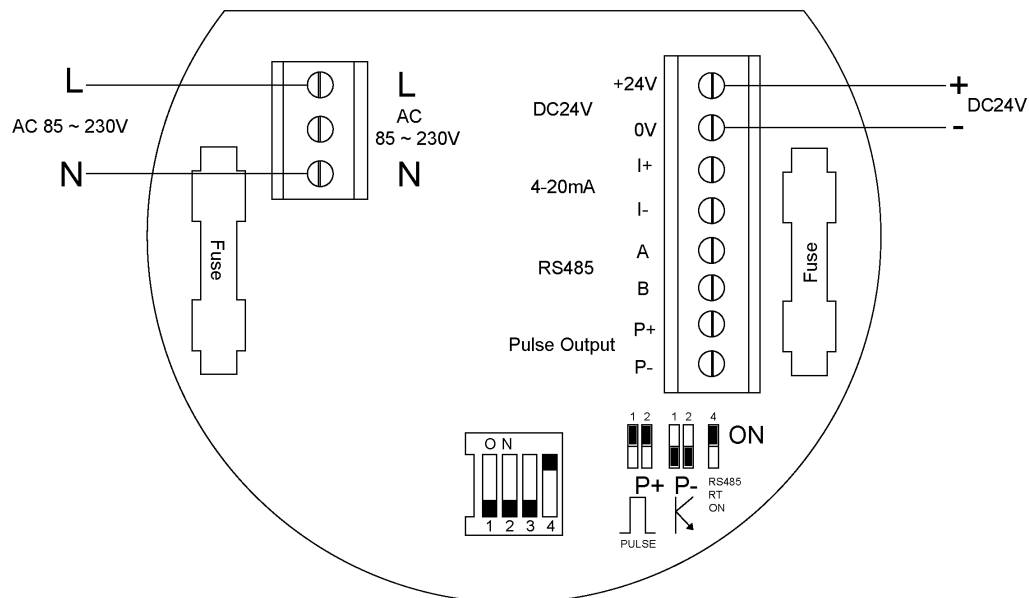 L
AC 85 ~ 230V
N
L
AC
85 ~ 230V
N
Fuse
DC24V
4-20mA
RS485
Pulse Output
+24V
0V
I+
I-
A
B
P+
P-
+
DC24V
-
Fuse
ON
1 2 3 4
1 2
1 2
4
ON
P+
P-
RS485
RT
ON
PULSE